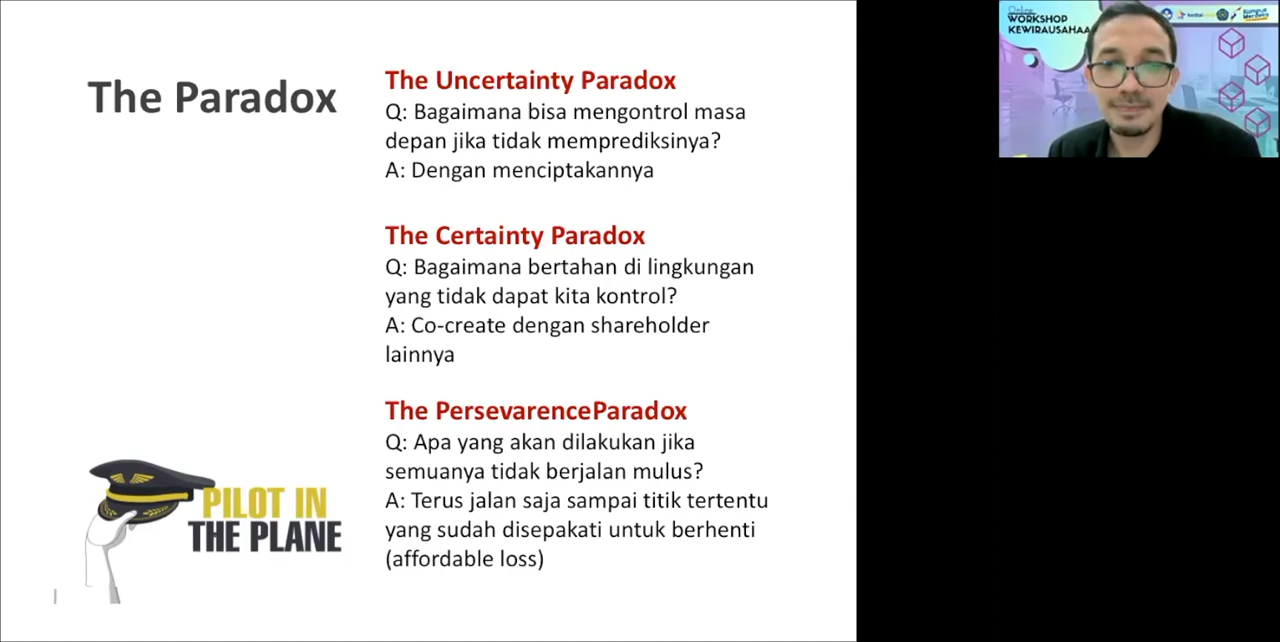 The Paradox
The Uncertainty Paradox
Q: Bagaimana bisa mengontrol masa
depan jika tidak memprediksinya?
A: Dengan menciptakannya
The Certainty Paradox
Q: Bagaimana bertahan di lingkungan
yang tidak dapat kita kontrol?
A: Co-create dengan shareholder
lainnya
The PersevarenceParadox
Q: Apa yang akan dilakukan jika
semuanya tidak berjalan mulus?
A: Terus jalan saja sampai titik tertentu
yang sudah disepakati untuk berhenti
(affordable loss)
PILOT IN
THE PLANE
Online
WORKSHOP
KEWIRAUSAHAA
Kampus
Merdeka